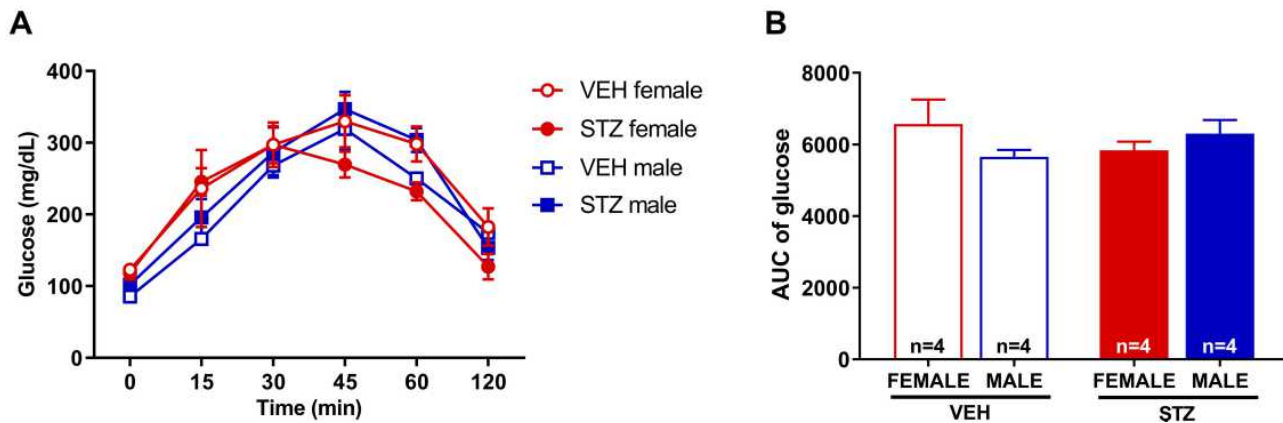 A
Glucose (mg/dL)
400
300
200
100
0
0 15 30 45 60 120
Time (min)
VEH female
STZ female
VEH male
STZ male
B
AUC of glucose
8000
6000
4000
2000
0
n=4 n=4 n=4 n=4
FEMALE MALE FEMALE MALE
VEH STZ